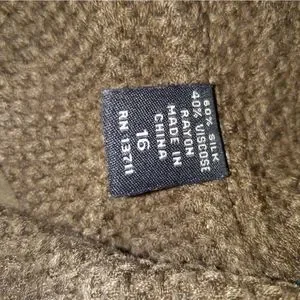 60% SILK
40% VISCOSE
RAYON
MADE IN
CHINA
16
RN 13711